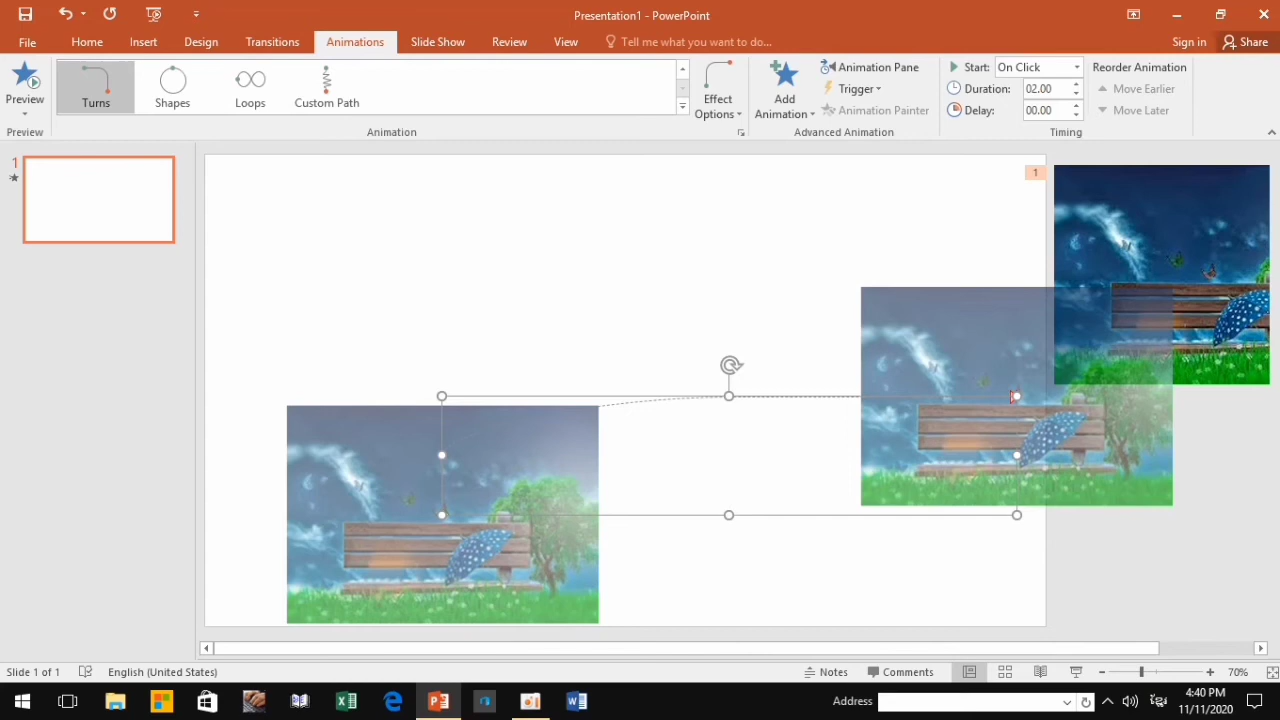 Presentation1 - PowerPoint
File
Home
Insert
Design
Transitions
Animations
Slide Show
Review
View
Tell me what you want to do...
Sign in
Share
Preview
Turns
Shapes
Loops
Custom Path
Effect
Options
Add
Animation
Animation Pane
Trigger
Animation Painter
Start: On Click
Duration: 02.00
Delay: 00.00
Reorder Animation
Move Earlier
Move Later
Preview
Animation
Advanced Animation
Timing
1
1
Slide 1 of 1
English (United States)
Notes
Comments
70%
Address
4:40 PM
11/11/2020